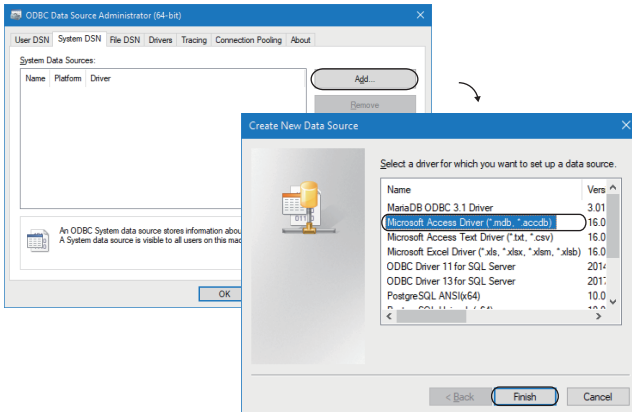 ODBC Data Source Administrator (64-bit)
User DSN System DSN File DSN Drivers Tracing Connection Pooling About
System Data Sources:
Name Platform Driver
Add...
Remove
An ODBC System data source stores information abou
A System data source is visible to all users on this mac
OK
Create New Data Source
Select a driver for which you want to set up a data source.
Name Vers
MariaDB ODBC 3.1 Driver 3.01
Microsoft Access Driver (*.mdb, *.accdb) 16.0
Microsoft Access Text Driver (*.txt, *.csv) 16.0
Microsoft Excel Driver (*.xls, *.xlsx, *.xlsm, *.xlsb) 16.0
ODBC Driver 11 for SQL Server 2014
ODBC Driver 13 for SQL Server 2017
PostgreSQL ANSI(x64) 10.0
< Back Finish Cancel